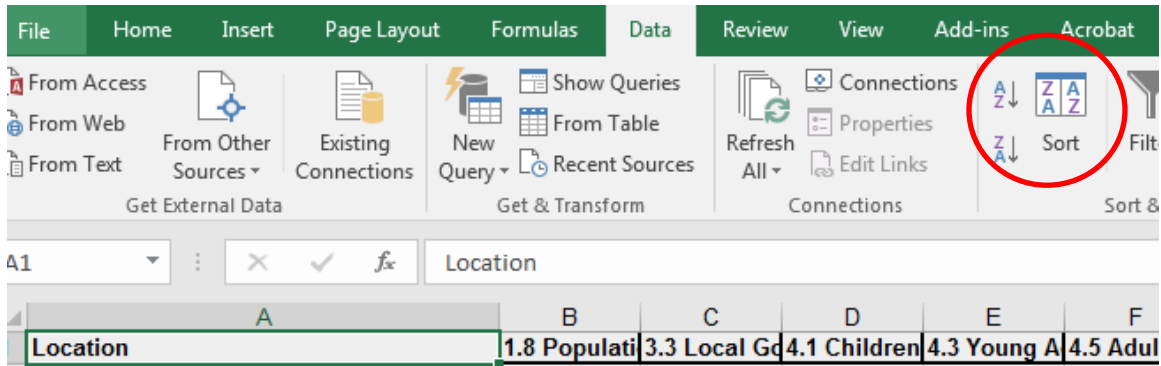 File Home Insert Page Layout Formulas Data Review View Add-ins Acrobat
From Access
From Web
From Text
From Other
Sources
Existing
Connections
Get External Data
New
Query
Show Queries
From Table
Recent Sources
Get & Transform
Refresh
All
Connections
Properties
Edit Links
Connections
A
Z
Z
A
Z A
A Z
Sort
Filt
Sort &
A1 fx Location
A B C D E F
Location 1.8 Populati 3.3 Local Go 4.1 Children 4.3 Young A 4.5 Adul